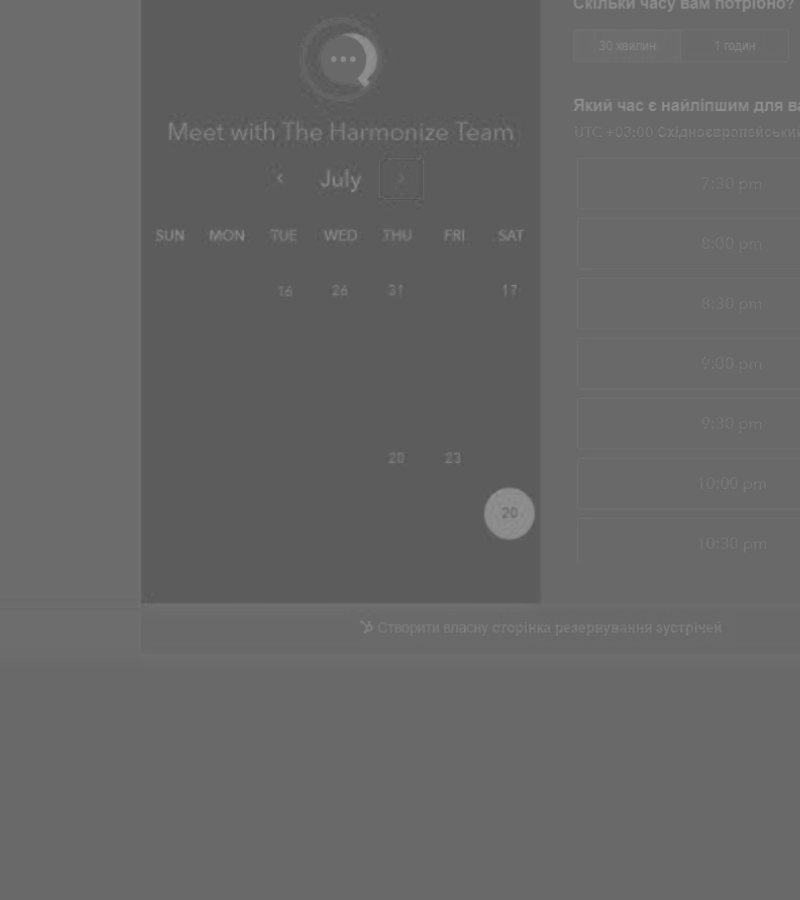 Meet with The Harmonize Team
July
SUN MON TUE WED THU FRI SAT
16 26 31 17
20 23
20
Скільки часу вам потрібно?
30 хвилин 1 годин
Який час є найліпшим для ва
UTC +03:00 Східноєвропейськи
7:30 pm
8:00 pm
8:30 pm
9:00 pm
9:30 pm
10:00 pm
10:30 pm
Створити власну сторінка резервування зустрічей